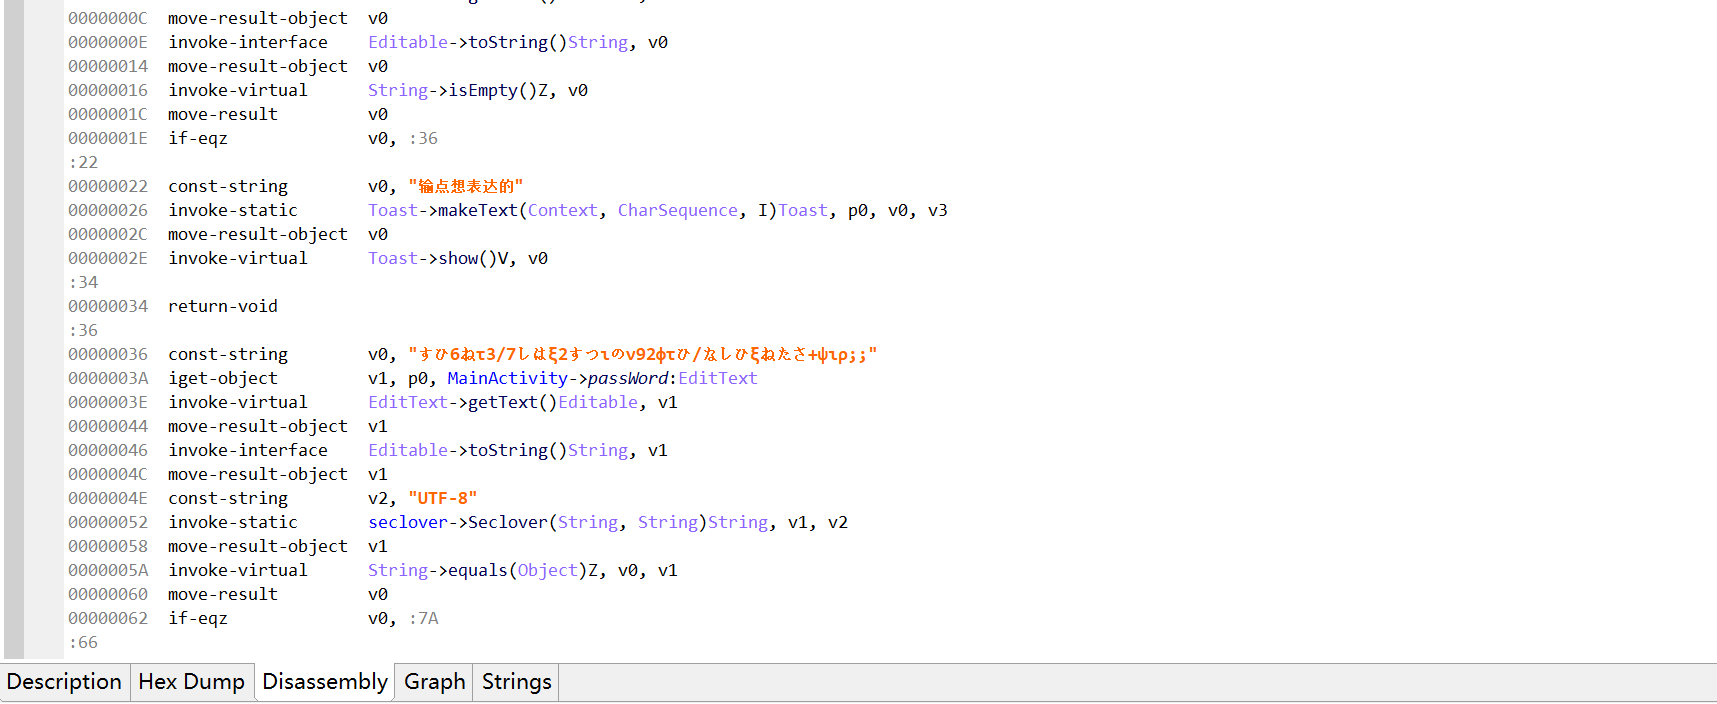 0000000C move-result-object v0
0000000E invoke-interface Editable->toString()String, v0
00000014 move-result-object v0
00000016 invoke-virtual String->isEmpty()Z, v0
0000001C move-result v0
0000001E if-eqz v0, :36
:22
00000022 const-string v0, "输点想表达的"
00000026 invoke-static Toast->makeText(Context, CharSequence, I)Toast, p0, v0, v3
0000002C move-result-object v0
0000002E invoke-virtual Toast->show()V, v0
:34
00000034 return-void
:36
00000036 const-string v0, "すひ6ねτ3/7しはξ2すつιのν92φτひ/なしひξねたさ+ψιρ;;"
0000003A iget-object v1, p0, MainActivity->passWord:EditText
0000003E invoke-virtual EditText->getText()Editable, v1
00000044 move-result-object v1
00000046 invoke-interface Editable->toString()String, v1
0000004C move-result-object v1
0000004E const-string v2, "UTF-8"
00000052 invoke-static seclover->Seclover(String, String)String, v1, v2
00000058 move-result-object v1
0000005A invoke-virtual String->equals(Object)Z, v0, v1
00000060 move-result v0
00000062 if-eqz v0, :7A
:66
Description Hex Dump Disassembly Graph Strings